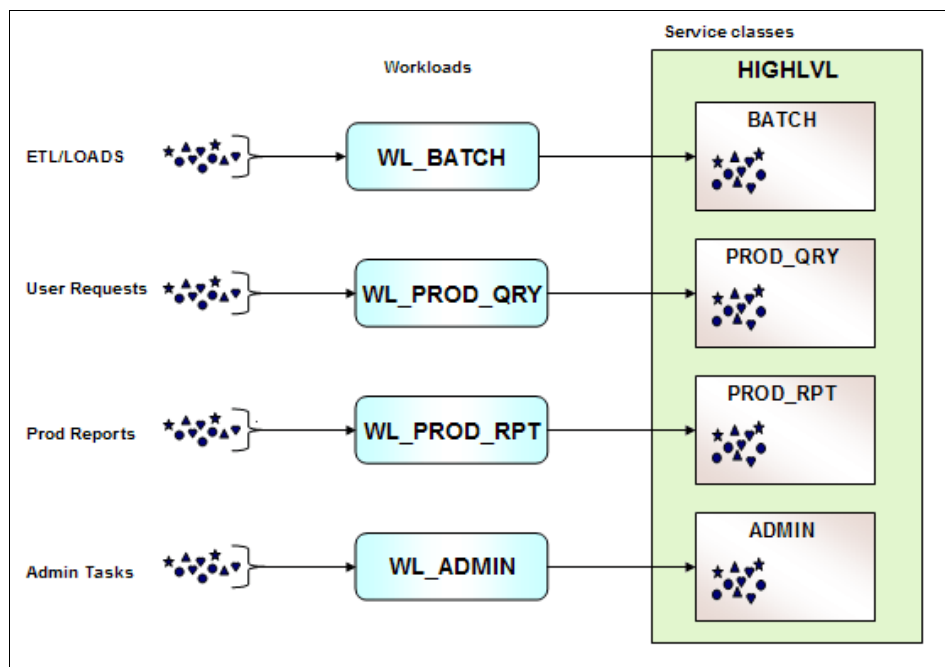 Service classes
Workloads
HIGHLVL
ETL/LOADS
WL_BATCH
BATCH
User Requests
WL_PROD_QRY
PROD_QRY
Prod Reports
WL_PROD_RPT
PROD_RPT
Admin Tasks
WL_ADMIN
ADMIN